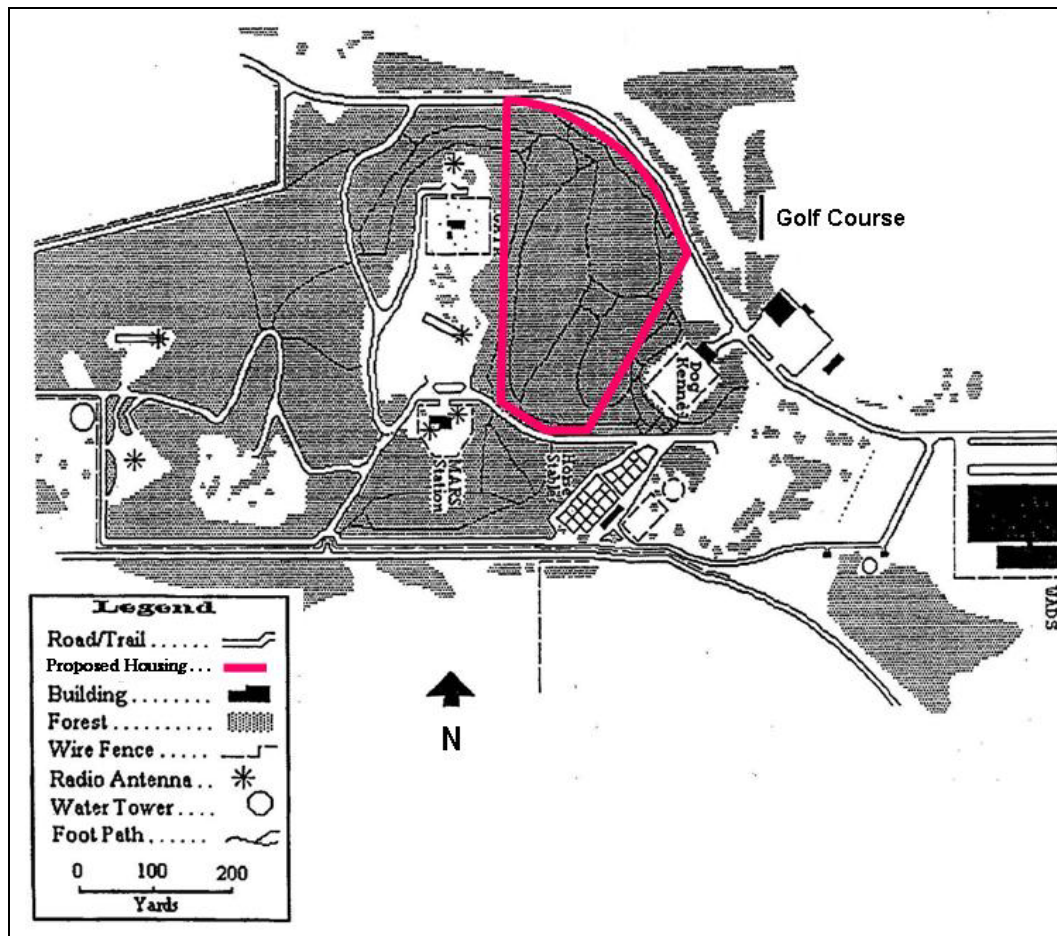 Golf Course
Dog
Kennel
MARS
Station
Horse
Stable
WADS
Legend
Road/Trail ......
Proposed Housing...
Building ........
Forest ..........
Wire Fence .....
Radio Antenna ..
Water Tower ....
Foot Path ......
0 100 200
Yards
N